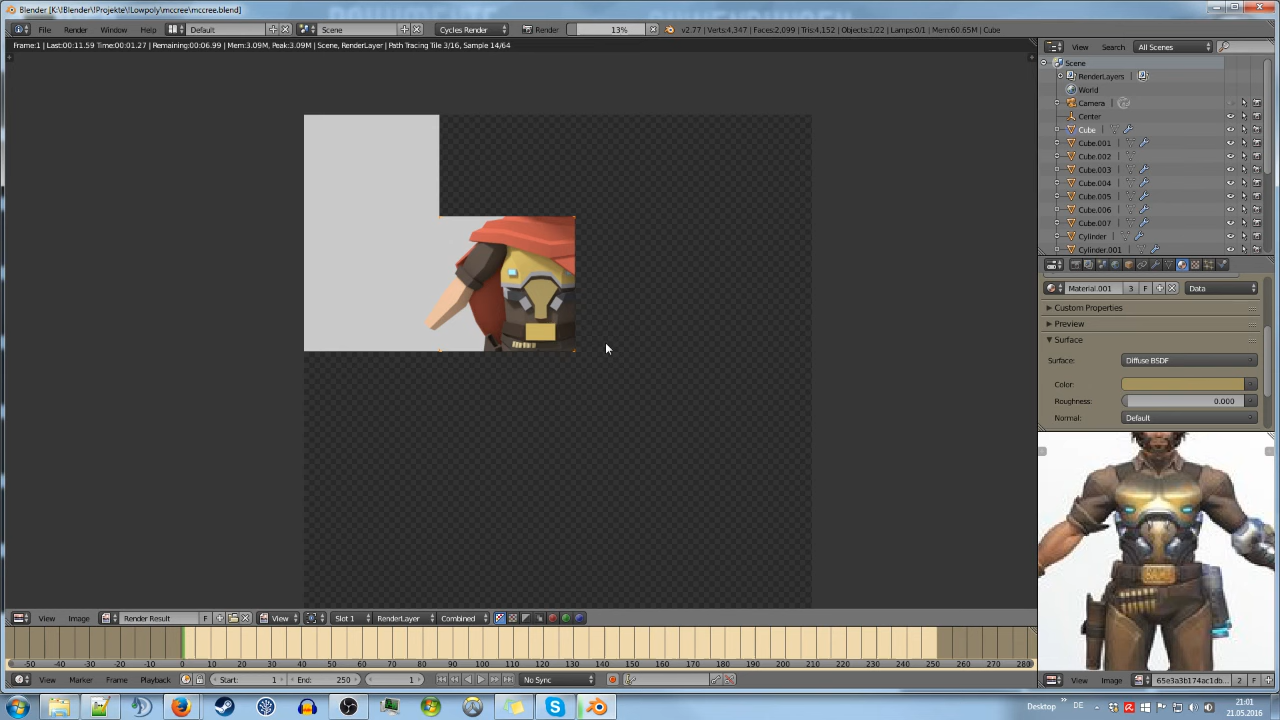 Blender [K:\!Blender\!Projekte\!Lowpoly\mccree\mccree.blend]
File Render Window Help Default Scene Cycles Render Render 13% v2.77 | Verts:4,347 | Faces:2,099 | Tris:4,152 | Objects:1/22 | Lamps:0/1 | Mem:60.65M | Cube
Frame:1 | Last:00:11.59 Time:00:01.27 | Remaining:00:06.99 | Mem:3.09M, Peak:3.09M | Scene, RenderLayer | Path Tracing Tile 3/16, Sample 14/64
View Search All Scenes
Scene
RenderLayers
World
Camera
Center
Cube
Cube.001
Cube.002
Cube.003
Cube.004
Cube.005
Cube.006
Cube.007
Cylinder
Cylinder.001
Material.001 3 F Data
Custom Properties
Preview
Surface
Surface: Diffuse BSDF
Color:
Roughness: 0.000
Normal: Default
View Image Render Result F View Slot 1 RenderLayer Combined
-50 -40 -30 -20 -10 0 10 20 30 40 50 60 70 80 90 100 110 120 130 140 150 160 170 180 190 200 210 220 230 240 250 260 270 280
View Marker Frame Playback Start: 1 End: 250 1 No Sync
View Image 65e3a3b174ac1db... 2 F
Desktop DE 21:01
21.05.2016